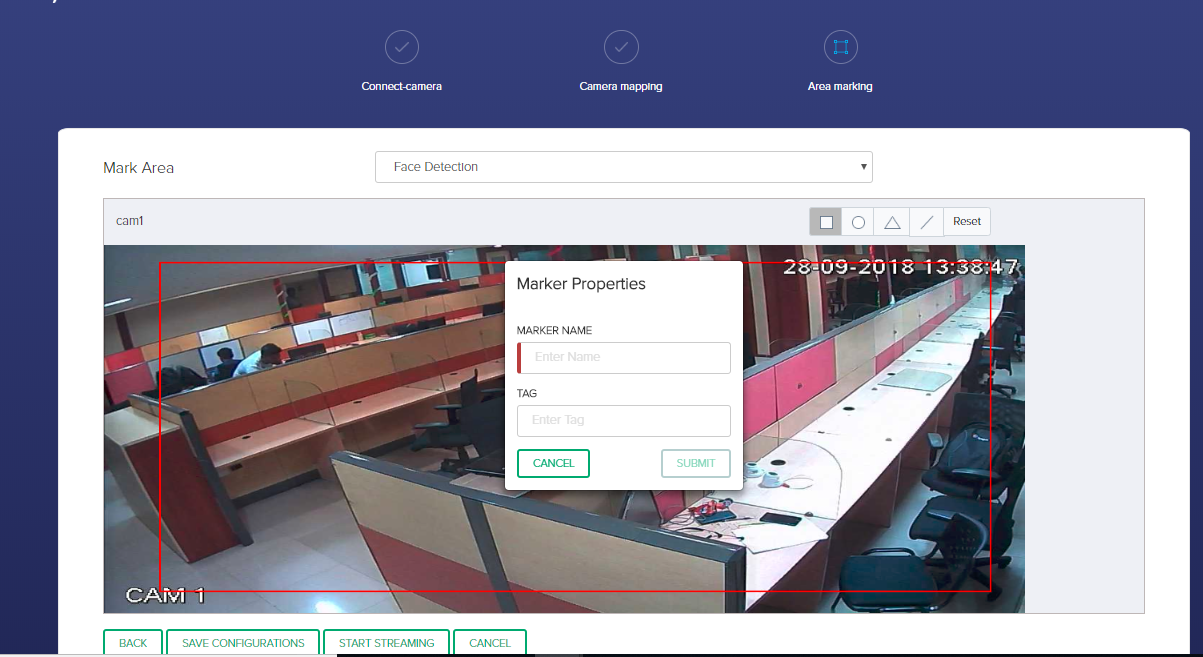 Connect-camera
Camera mapping
Area marking
Mark Area
Face Detection
cam1
Reset
28-09-2018 13:38:47
Marker Properties
MARKER NAME
Enter Name
TAG
Enter Tag
CANCEL
SUBMIT
CAM 1
BACK
SAVE CONFIGURATIONS
START STREAMING
CANCEL